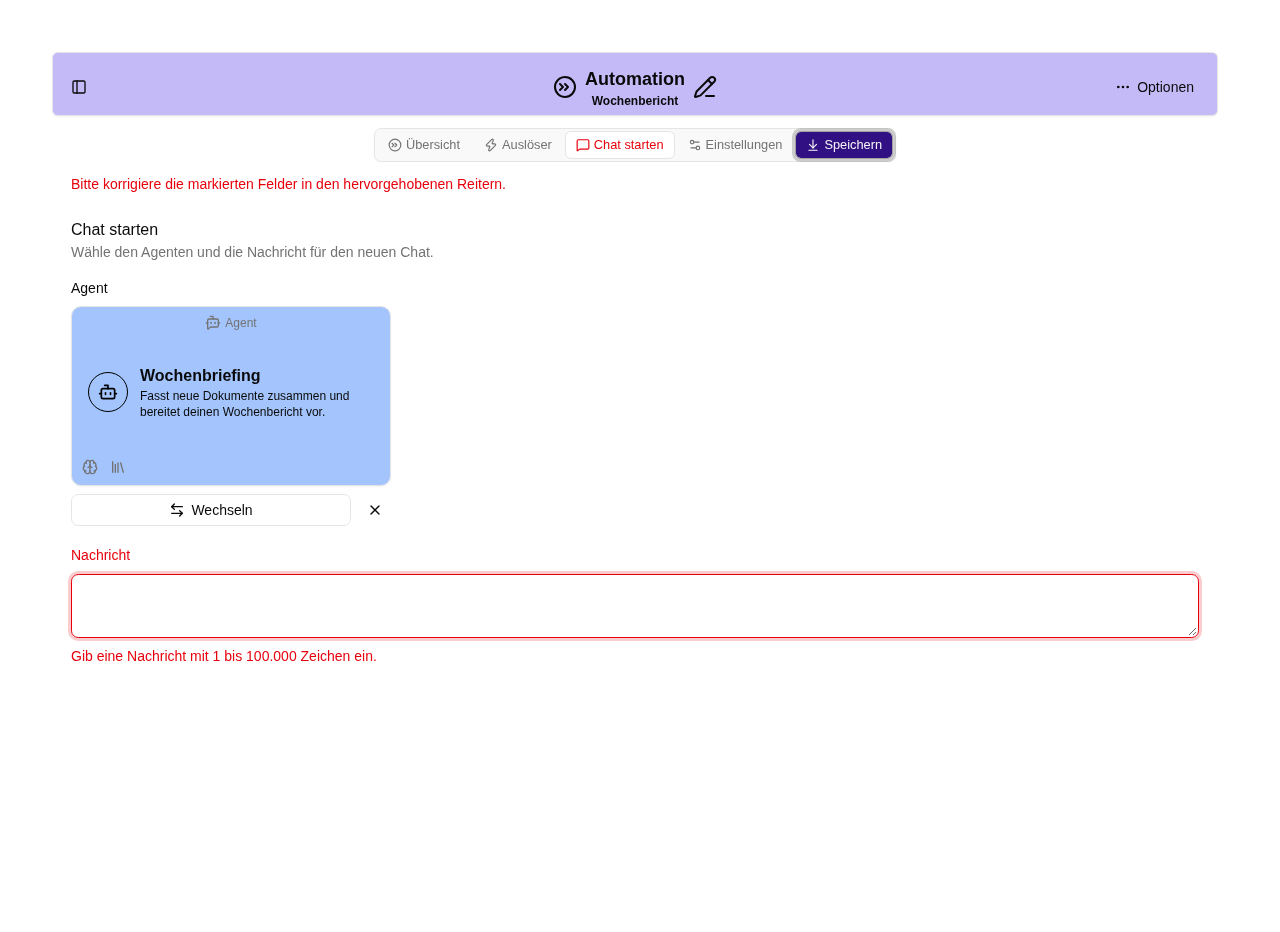 Automation
Wochenbericht
Optionen
Übersicht
Auslöser
Chat starten
Einstellungen
Speichern
Bitte korrigiere die markierten Felder in den hervorgehobenen Reitern.
Chat starten
Wähle den Agenten und die Nachricht für den neuen Chat.
Agent
Agent
Wochenbriefing
Fasst neue Dokumente zusammen und
bereitet deinen Wochenbericht vor.
Wechseln
Nachricht
Gib eine Nachricht mit 1 bis 100.000 Zeichen ein.